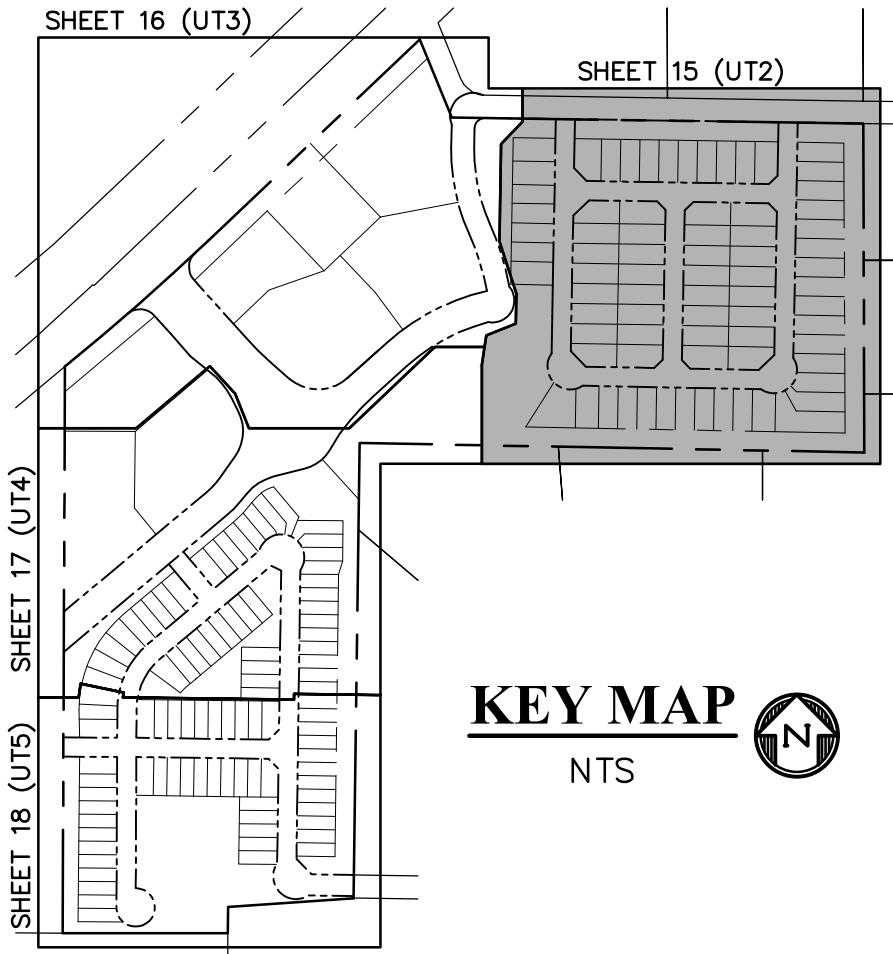 SHEET 16 (UT3)
SHEET 15 (UT2)
SHEET 17 (UT4)
SHEET 18 (UT5)
KEY MAP
NTS
N